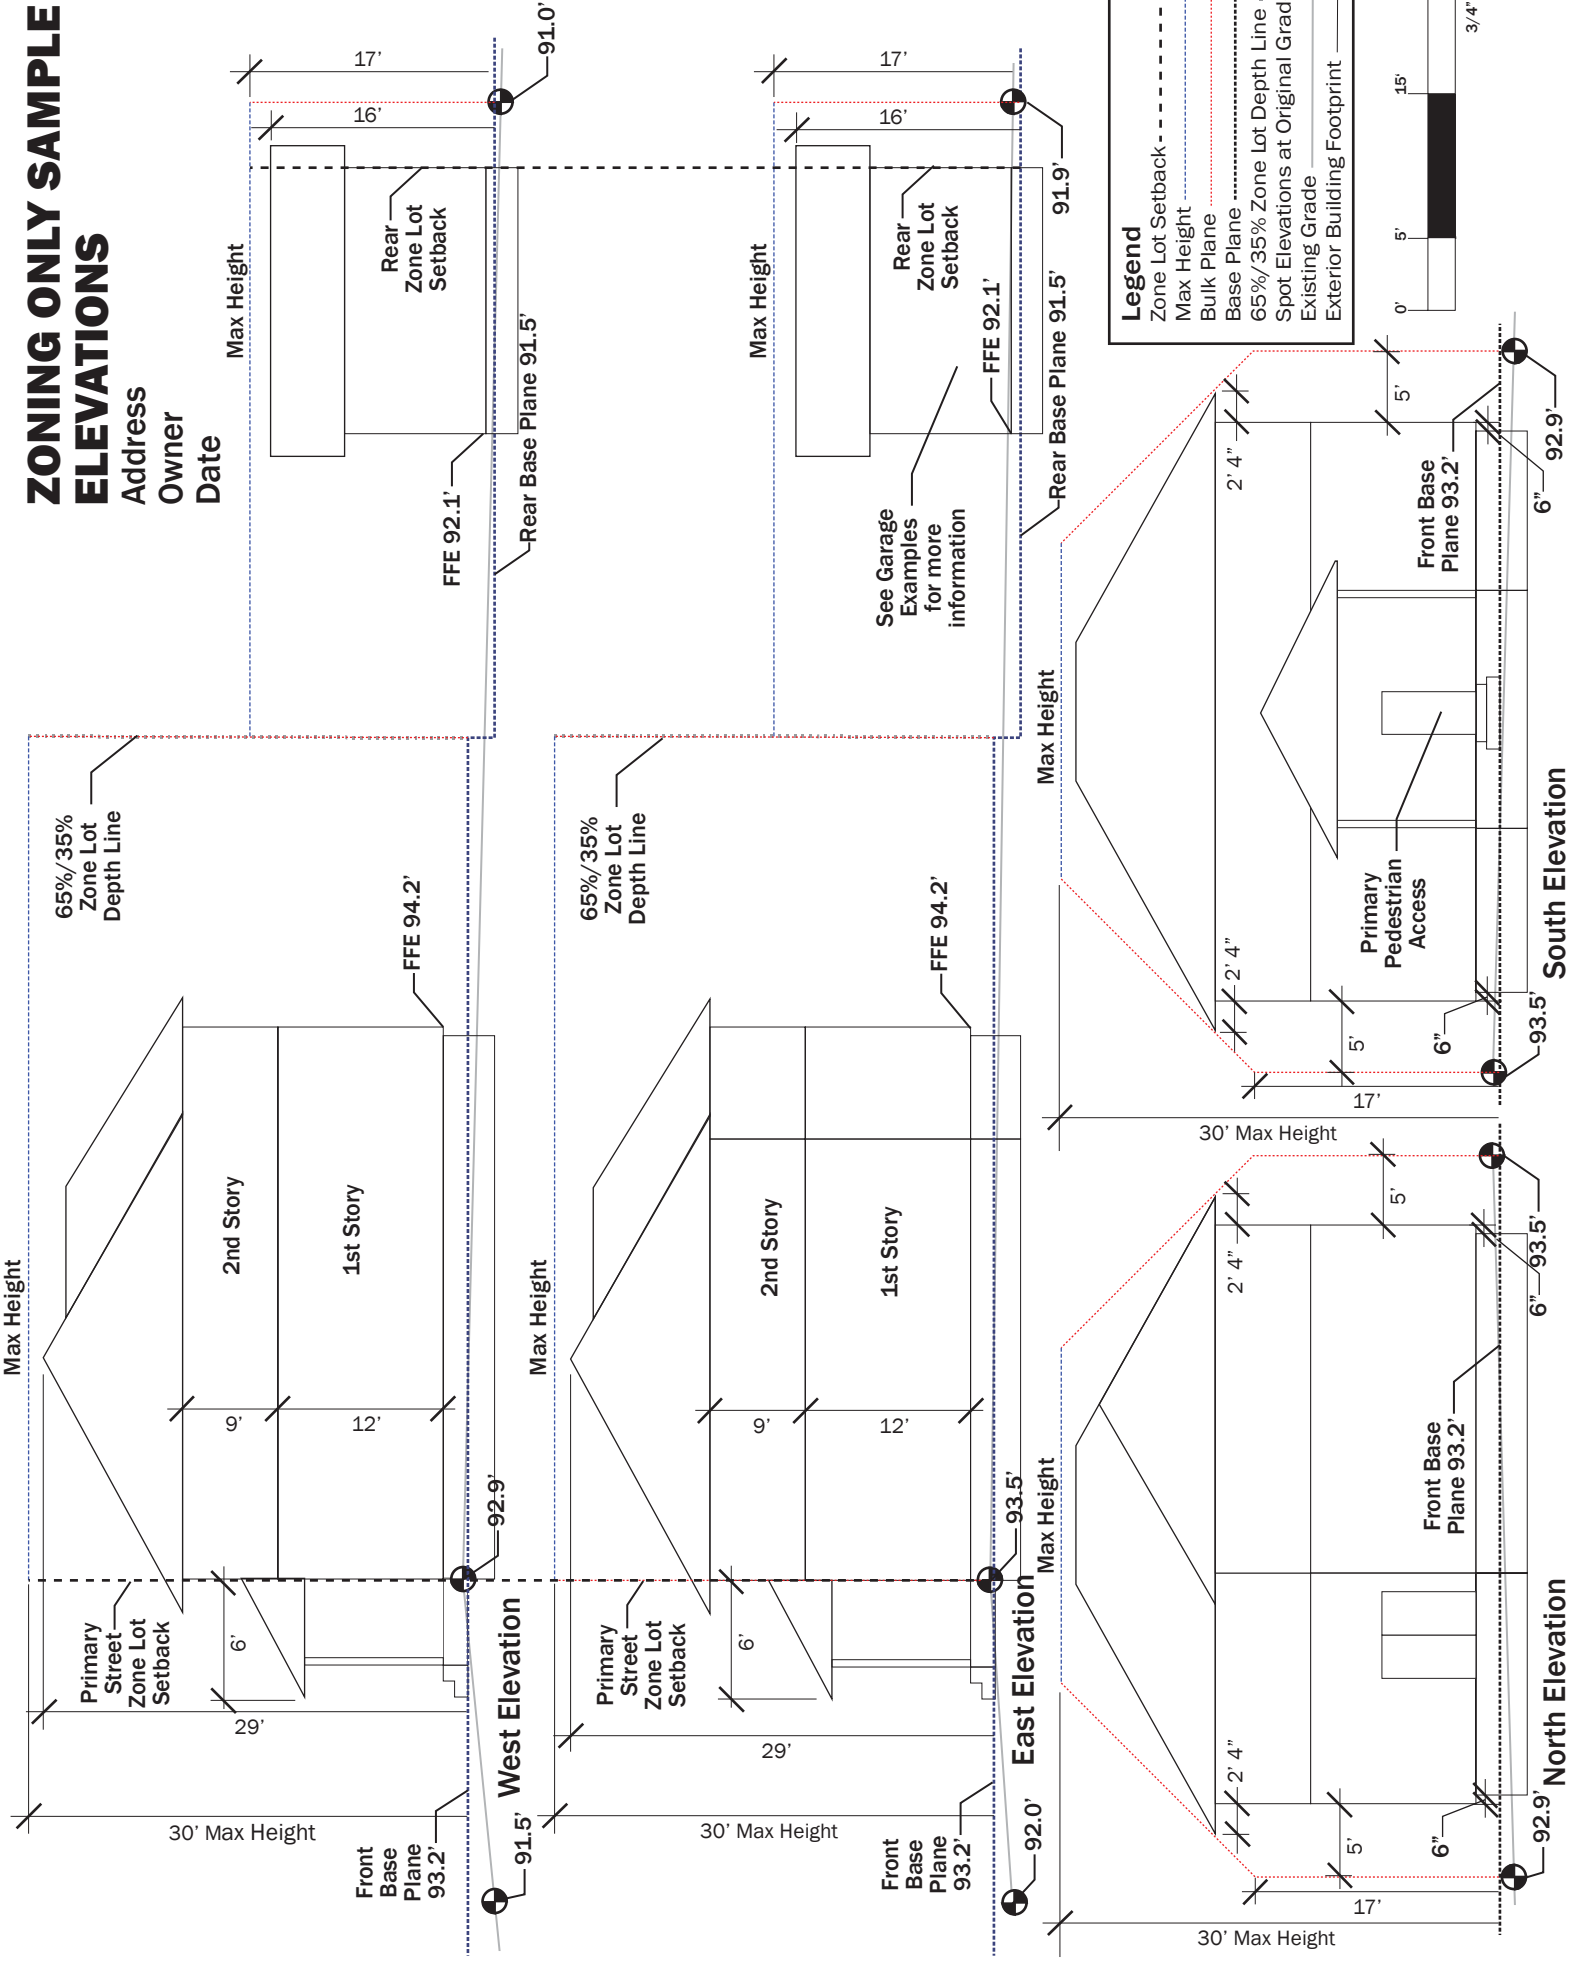 ZONING ONLY SAMPLE
ELEVATIONS
Address
Owner
Date
Max Height
65%/35%
Zone Lot
Depth Line
Max Height
17’
16’
91.0’
Rear
Zone Lot
Setback
FFE 92.1’
Rear Base Plane 91.5’
FFE 94.2’
2nd Story
1st Story
9’
12’
92.9’
Primary
Street
Zone Lot
Setback
6’
29’
30’ Max Height
Front
Base
Plane
93.2’
91.5’
West Elevation
Max Height
65%/35%
Zone Lot
Depth Line
Max Height
17’
16’
91.9’
Rear
Zone Lot
Setback
FFE 92.1’
Rear Base Plane 91.5’
See Garage
Examples
for more
information
FFE 94.2’
2nd Story
1st Story
9’
12’
93.5’
Primary
Street
Zone Lot
Setback
6’
29’
30’ Max Height
Front
Base
Plane
93.2’
92.0’
East Elevation
Max Height
2’ 4”
2’ 4”
5’
5’
6”
6”
17’
30’ Max Height
Front Base
Plane 93.2’
92.9’
93.5’
North Elevation
Max Height
2’ 4”
2’ 4”
5’
5’
6”
6”
17’
30’ Max Height
Primary
Pedestrian
Access
Front Base
Plane 93.2’
93.5’
92.9’
South Elevation
Legend
Zone Lot Setback
Max Height
Bulk Plane
Base Plane
65%/35% Zone Lot Depth Line
Spot Elevations at Original Grad
Existing Grade
Exterior Building Footprint
0’
5’
15‘
3/4”